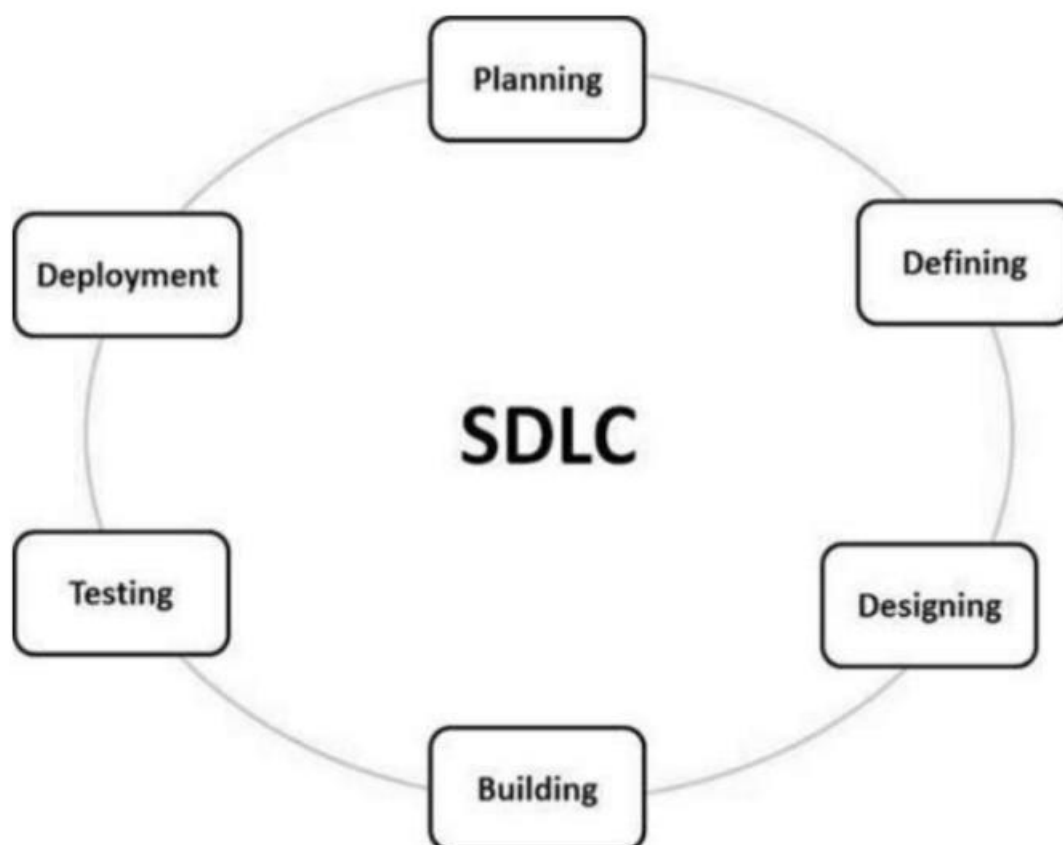 Planning
Defining
Designing
Building
Testing
Deployment
SDLC